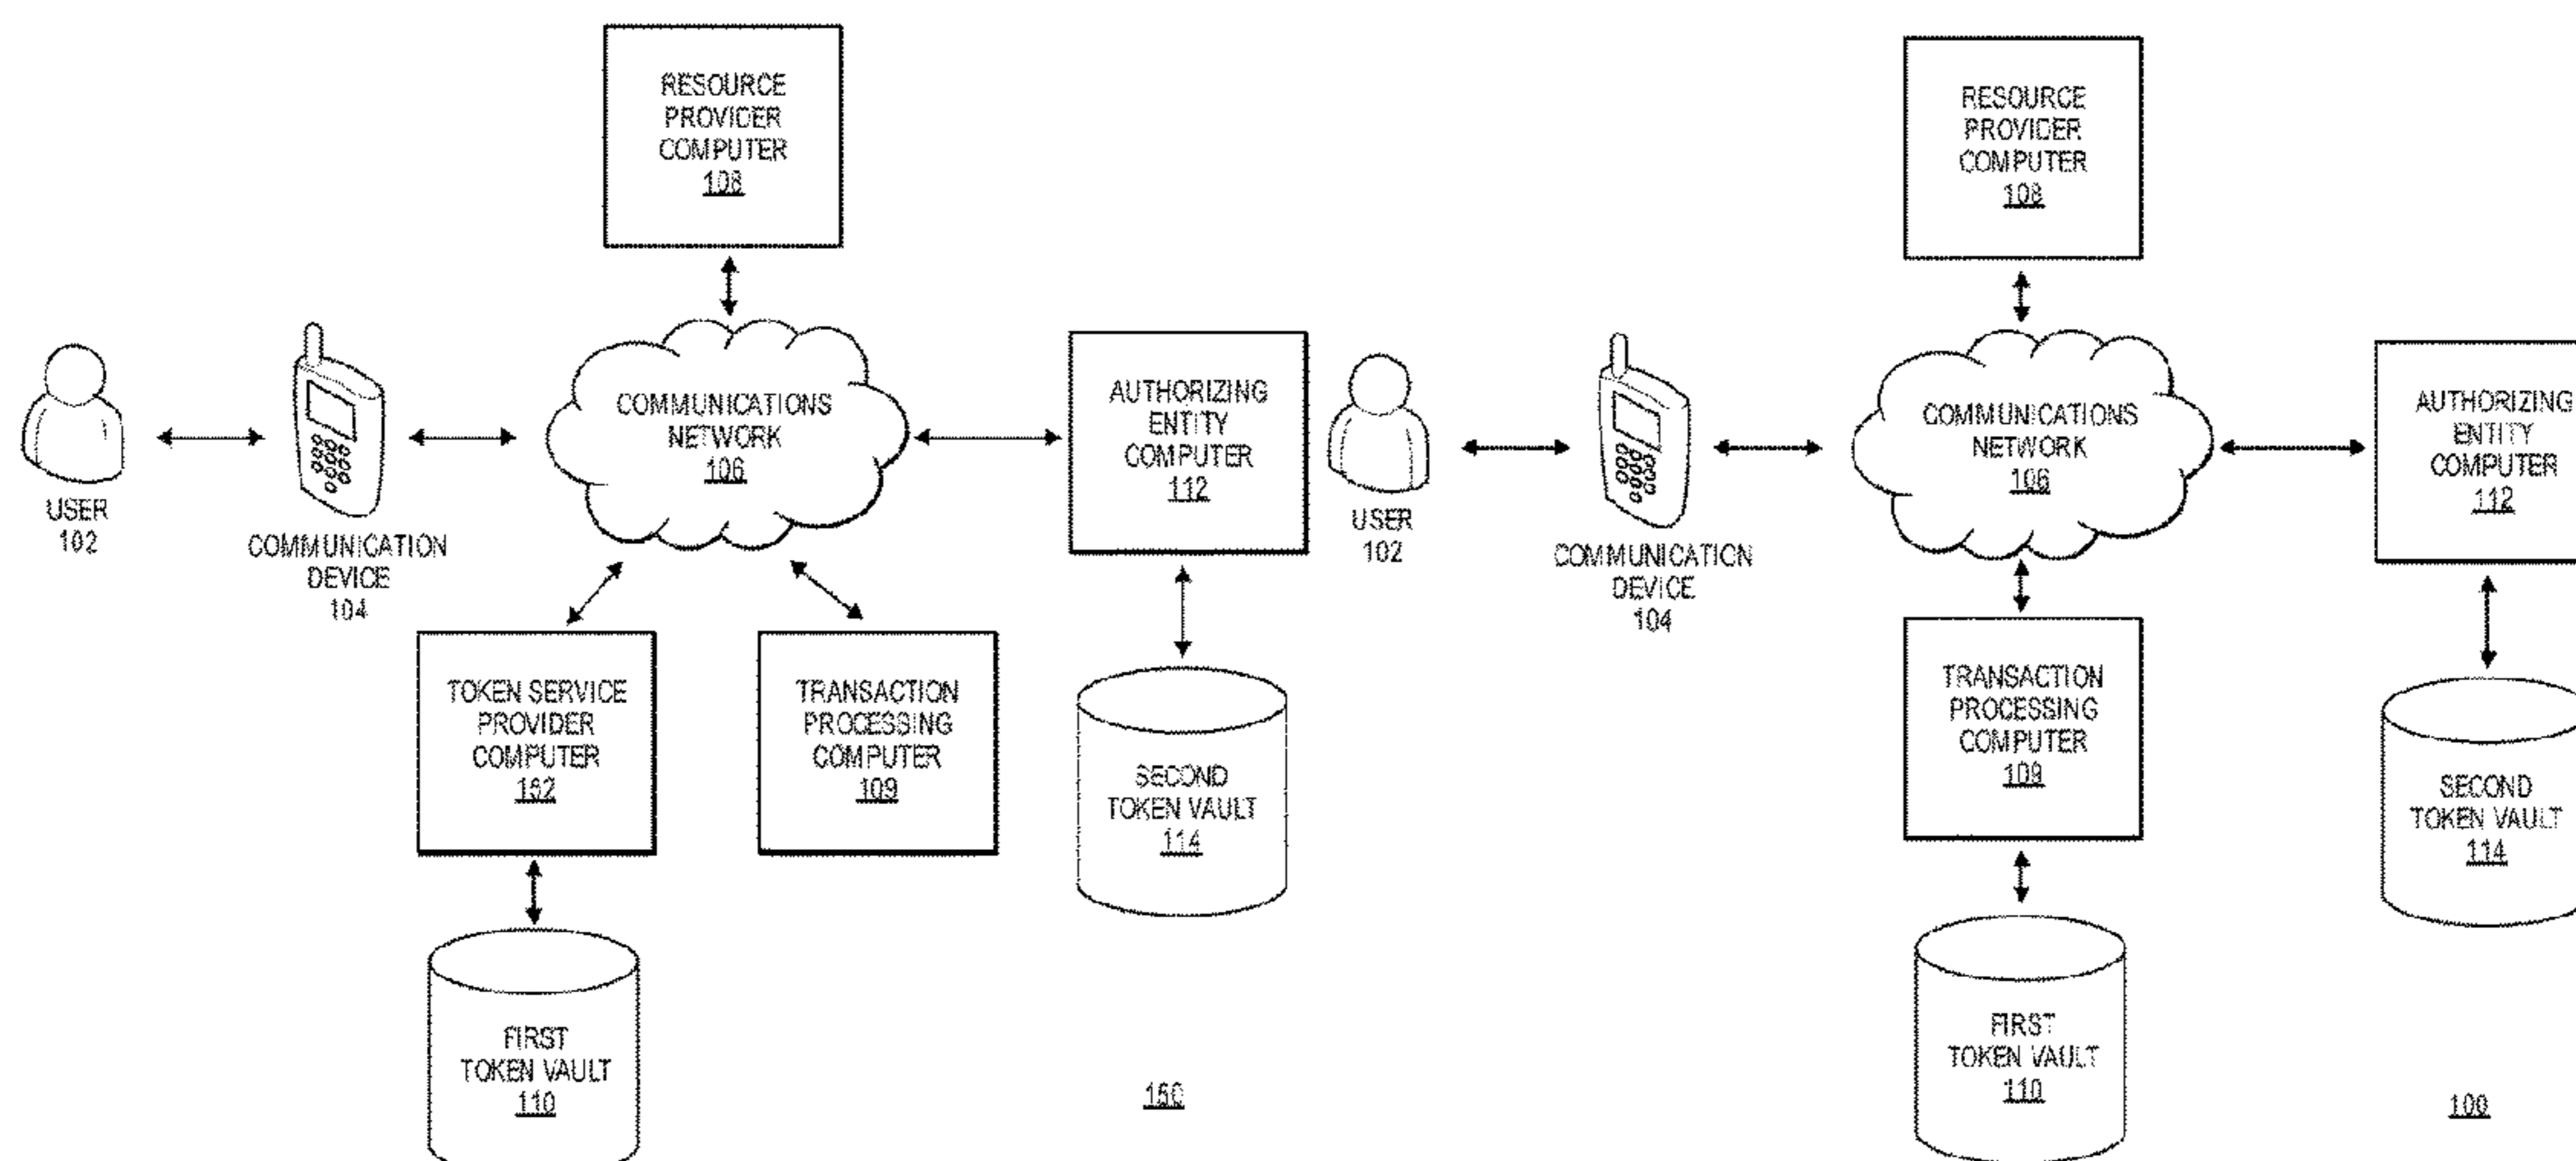 RESOURCE
PROVIDER
COMPUTER
108
COMMUNICATIONS
NETWORK
106
AUTHORIZING
ENTITY
COMPUTER
112
USER
102
COMMUNICATION
DEVICE
104
TOKEN SERVICE
PROVIDER
COMPUTER
152
TRANSACTION
PROCESSING
COMPUTER
109
SECOND
TOKEN VAULT
114
FIRST
TOKEN VAULT
110
150
RESOURCE
PROVIDER
COMPUTER
108
COMMUNICATIONS
NETWORK
106
AUTHORIZING
ENTITY
COMPUTER
112
USER
102
COMMUNICATION
DEVICE
104
TRANSACTION
PROCESSING
COMPUTER
109
SECOND
TOKEN VAULT
114
FIRST
TOKEN VAULT
110
100